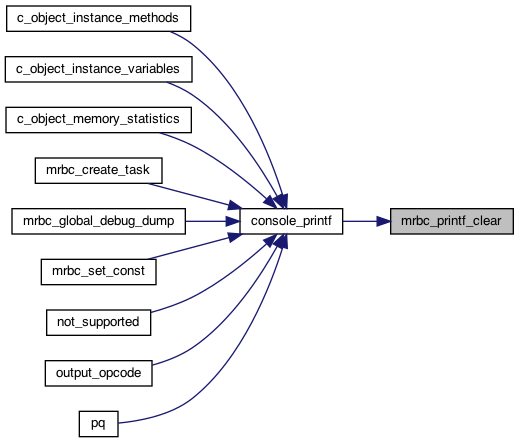 c_object_instance_methods
c_object_instance_variables
c_object_memory_statistics
mrbc_create_task
mrbc_global_debug_dump
console_printf
mrbc_printf_clear
mrbc_set_const
not_supported
output_opcode
pq